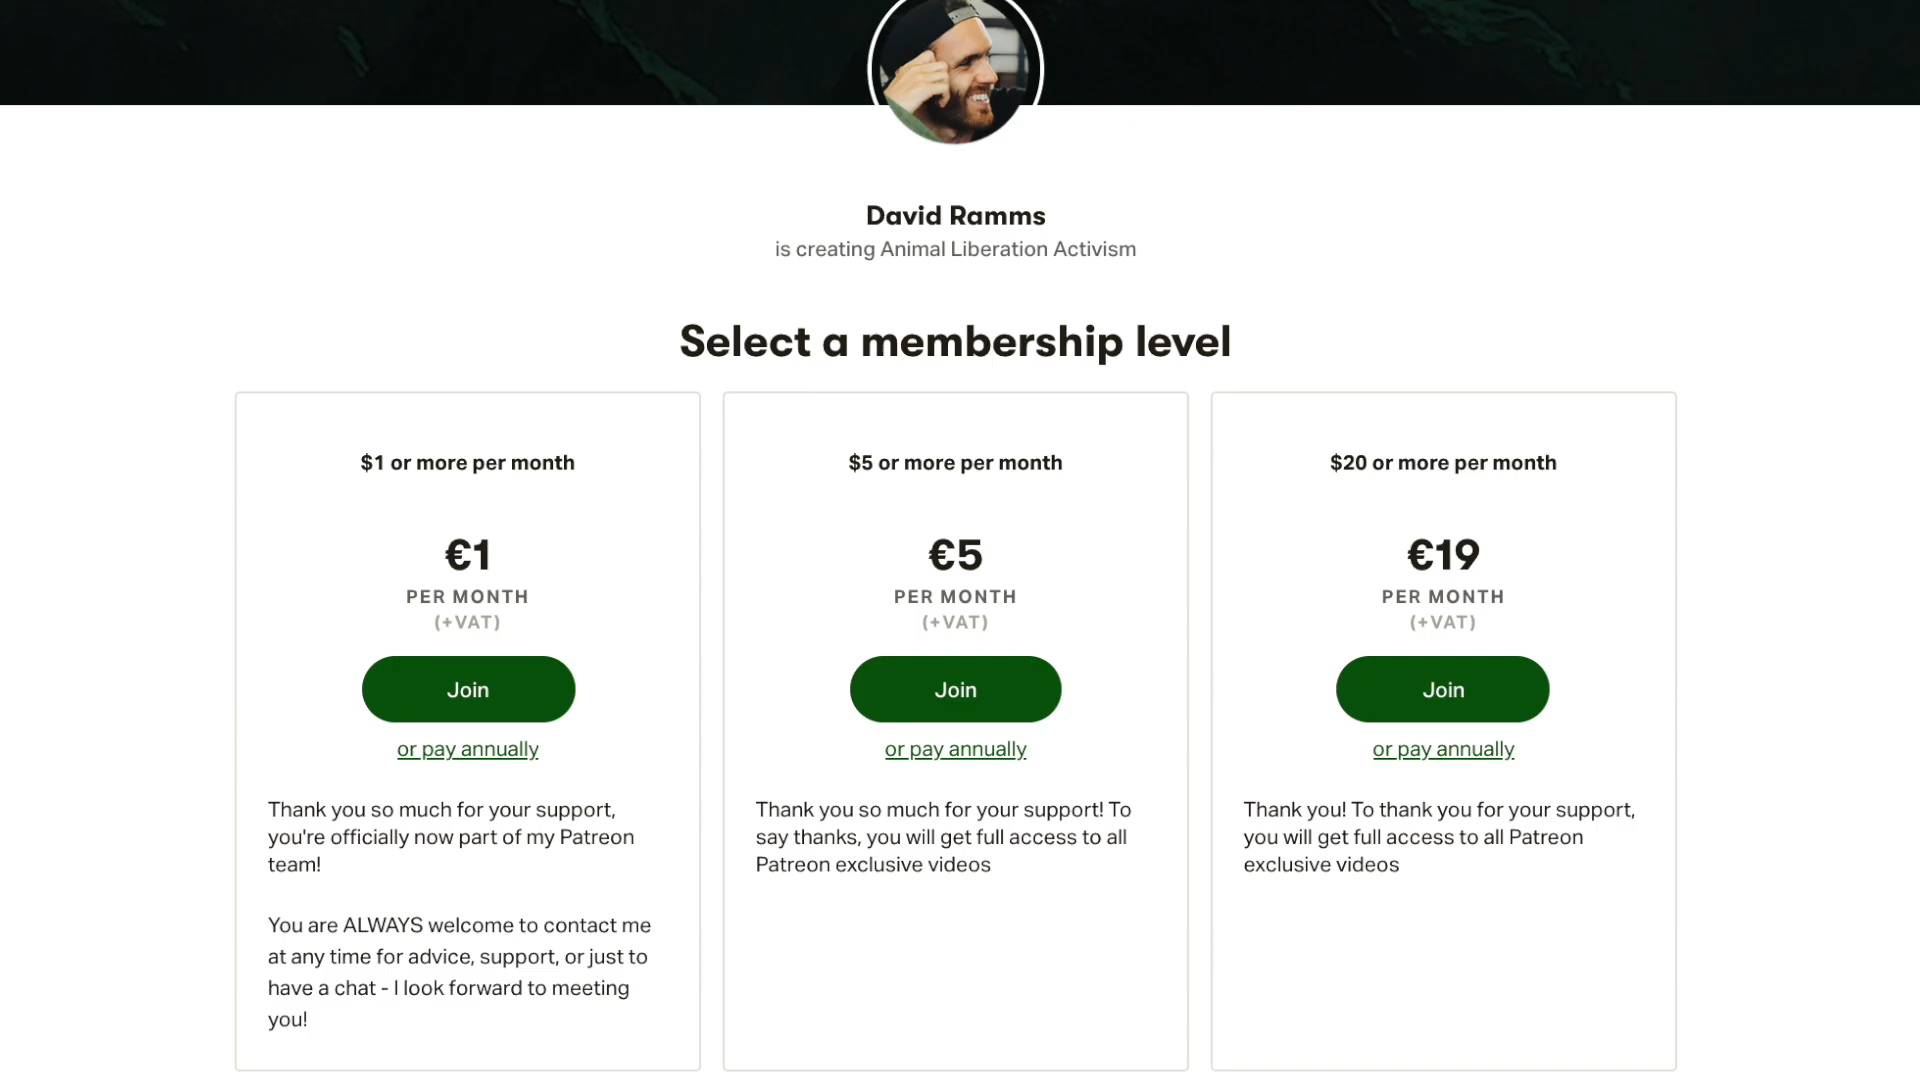 David Ramms
is creating Animal Liberation Activism
Select a membership level
$1 or more per month
€1
PER MONTH
(+VAT)
Join
or pay annually
Thank you so much for your support,
you're officially now part of my Patreon
team!
You are ALWAYS welcome to contact me
at any time for advice, support, or just to
have a chat - I look forward to meeting
you!
$5 or more per month
€5
PER MONTH
(+VAT)
Join
or pay annually
Thank you so much for your support! To
say thanks, you will get full access to all
Patreon exclusive videos
$20 or more per month
€19
PER MONTH
(+VAT)
Join
or pay annually
Thank you! To thank you for your support,
you will get full access to all Patreon
exclusive videos